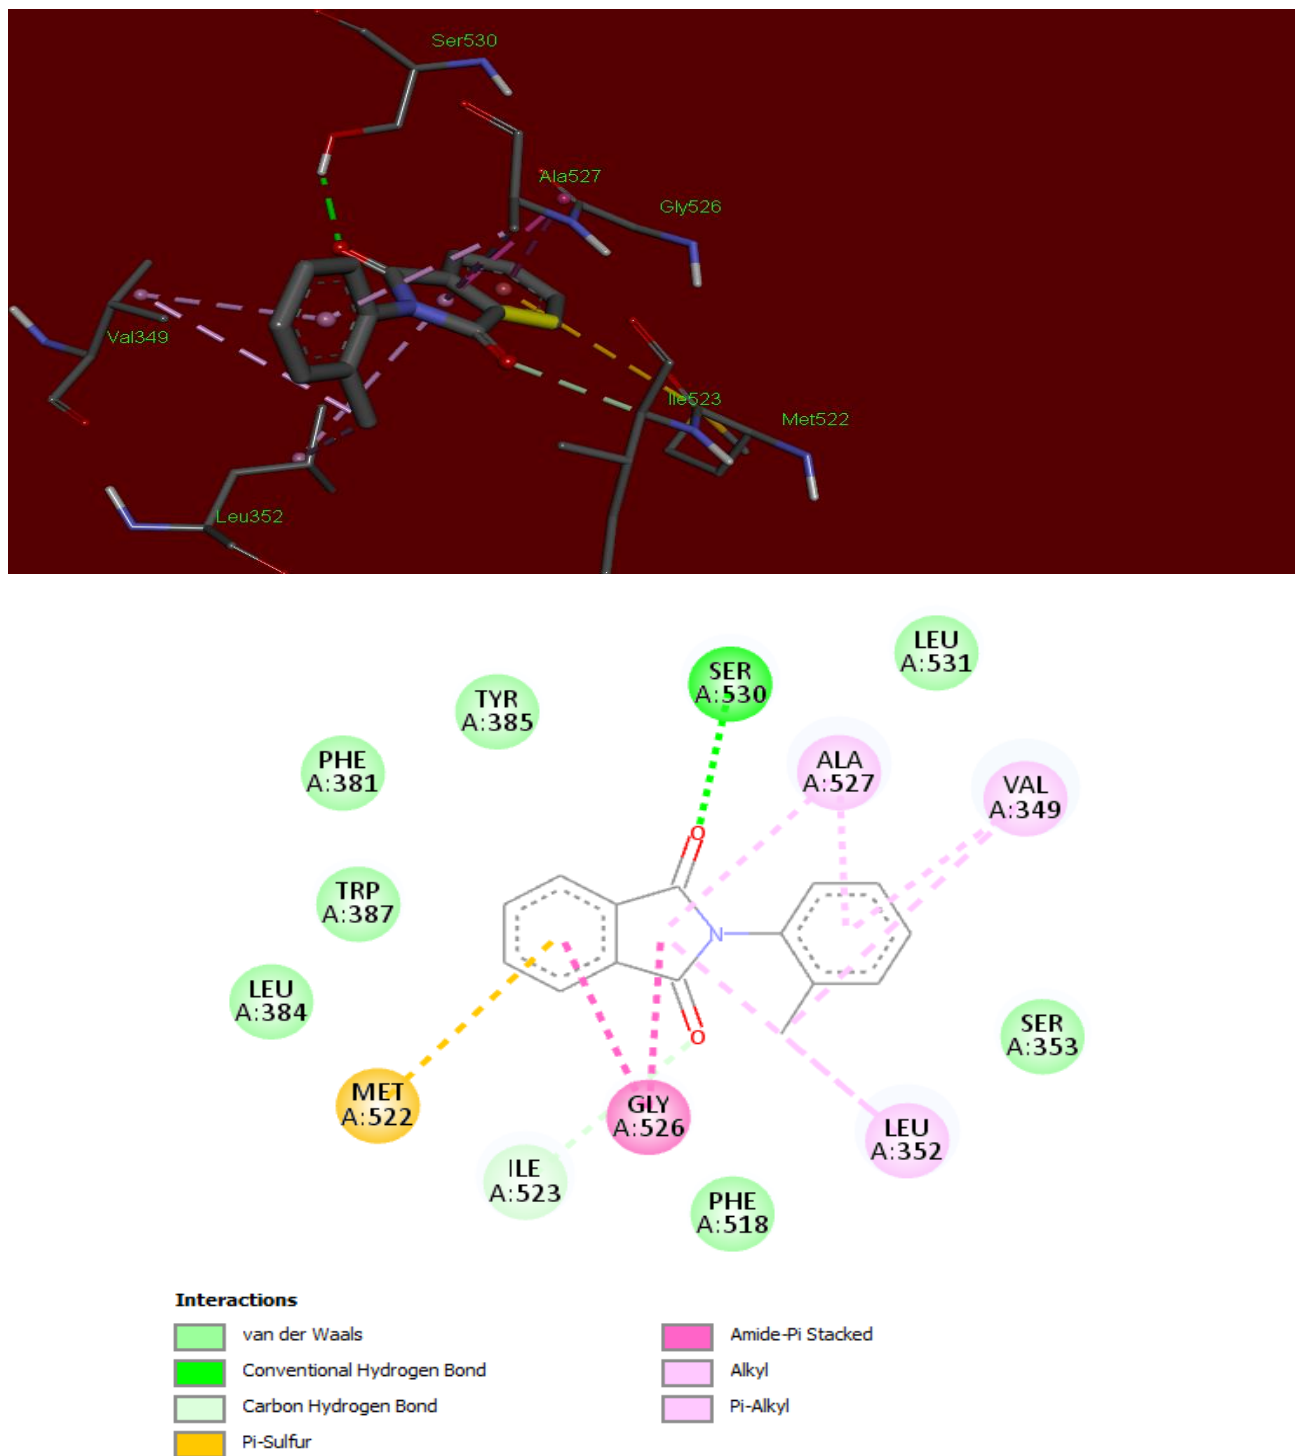 Ser530
Ala527
Gly526
Val349
Ile523
Met522
Leu352
LEU
A:531
SER
A:530
TYR
A:385
PHE
A:381
ALA
A:527
VAL
A:349
O
TRP
A:387
N
LEU
A:384
SER
A:353
O
MET
A:522
GLY
A:526
LEU
A:352
ILE
A:523
PHE
A:518
Interactions
van der Waals
Conventional Hydrogen Bond
Carbon Hydrogen Bond
Pi-Sulfur
Amide-Pi Stacked
Alkyl
Pi-Alkyl